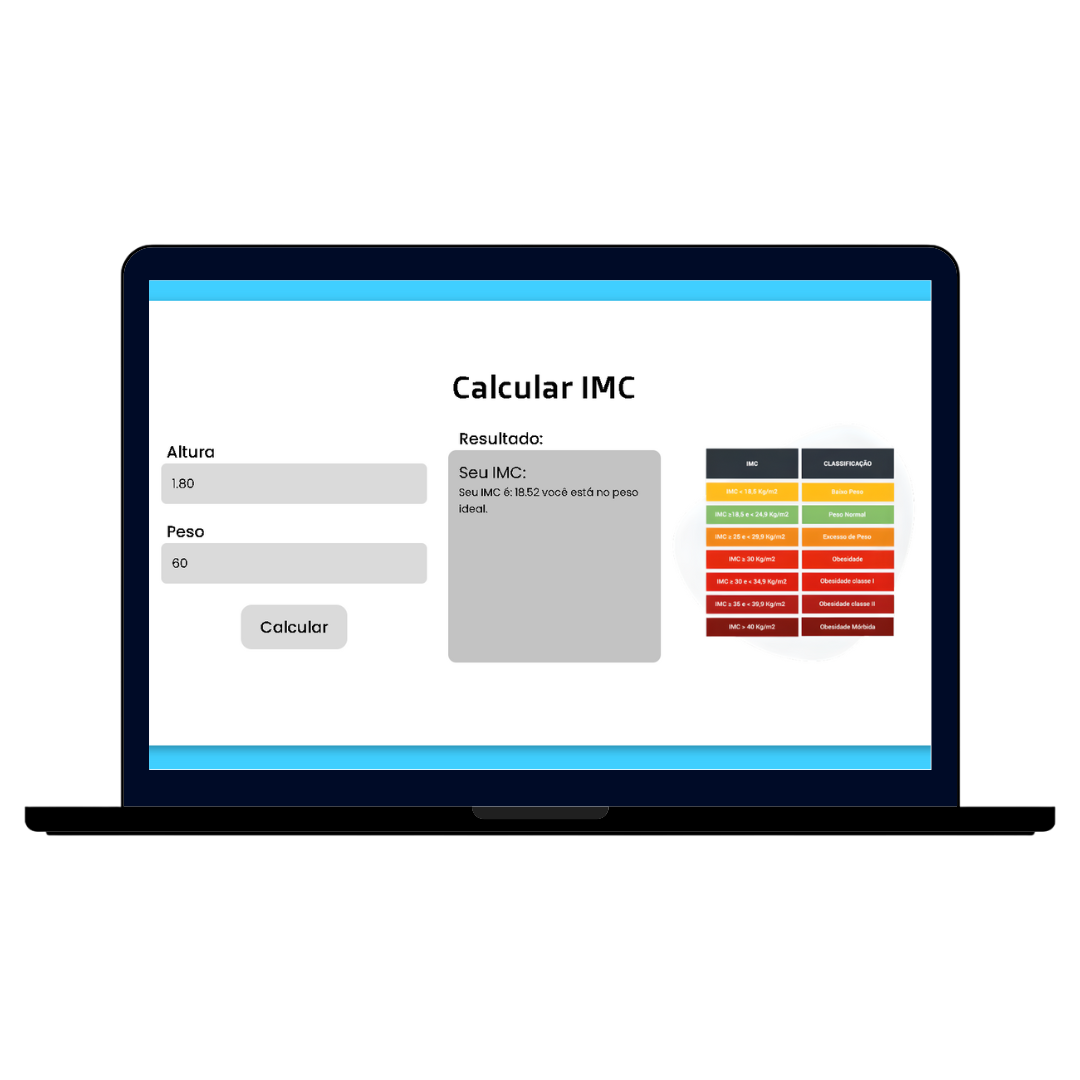 Calcular IMC
Altura
1.80
Peso
60
Calcular
Resultado:
Seu IMC:
Seu IMC é: 18.52 você está no peso
ideal.
IMC CLASSIFICAÇÃO
IMC < 18,5 Kg/m2 Baixo Peso
IMC ≥18,5 e < 24,9 Kg/m2 Peso Normal
IMC ≥ 25 e < 29,9 Kg/m2 Excesso de Peso
IMC ≥ 30 Kg/m2 Obesidade
IMC ≥ 30 e < 34,9 Kg/m2 Obesidade classe I
IMC ≥ 35 e < 39,9 Kg/m2 Obesidade classe II
IMC > 40 Kg/m2 Obesidade Mórbida